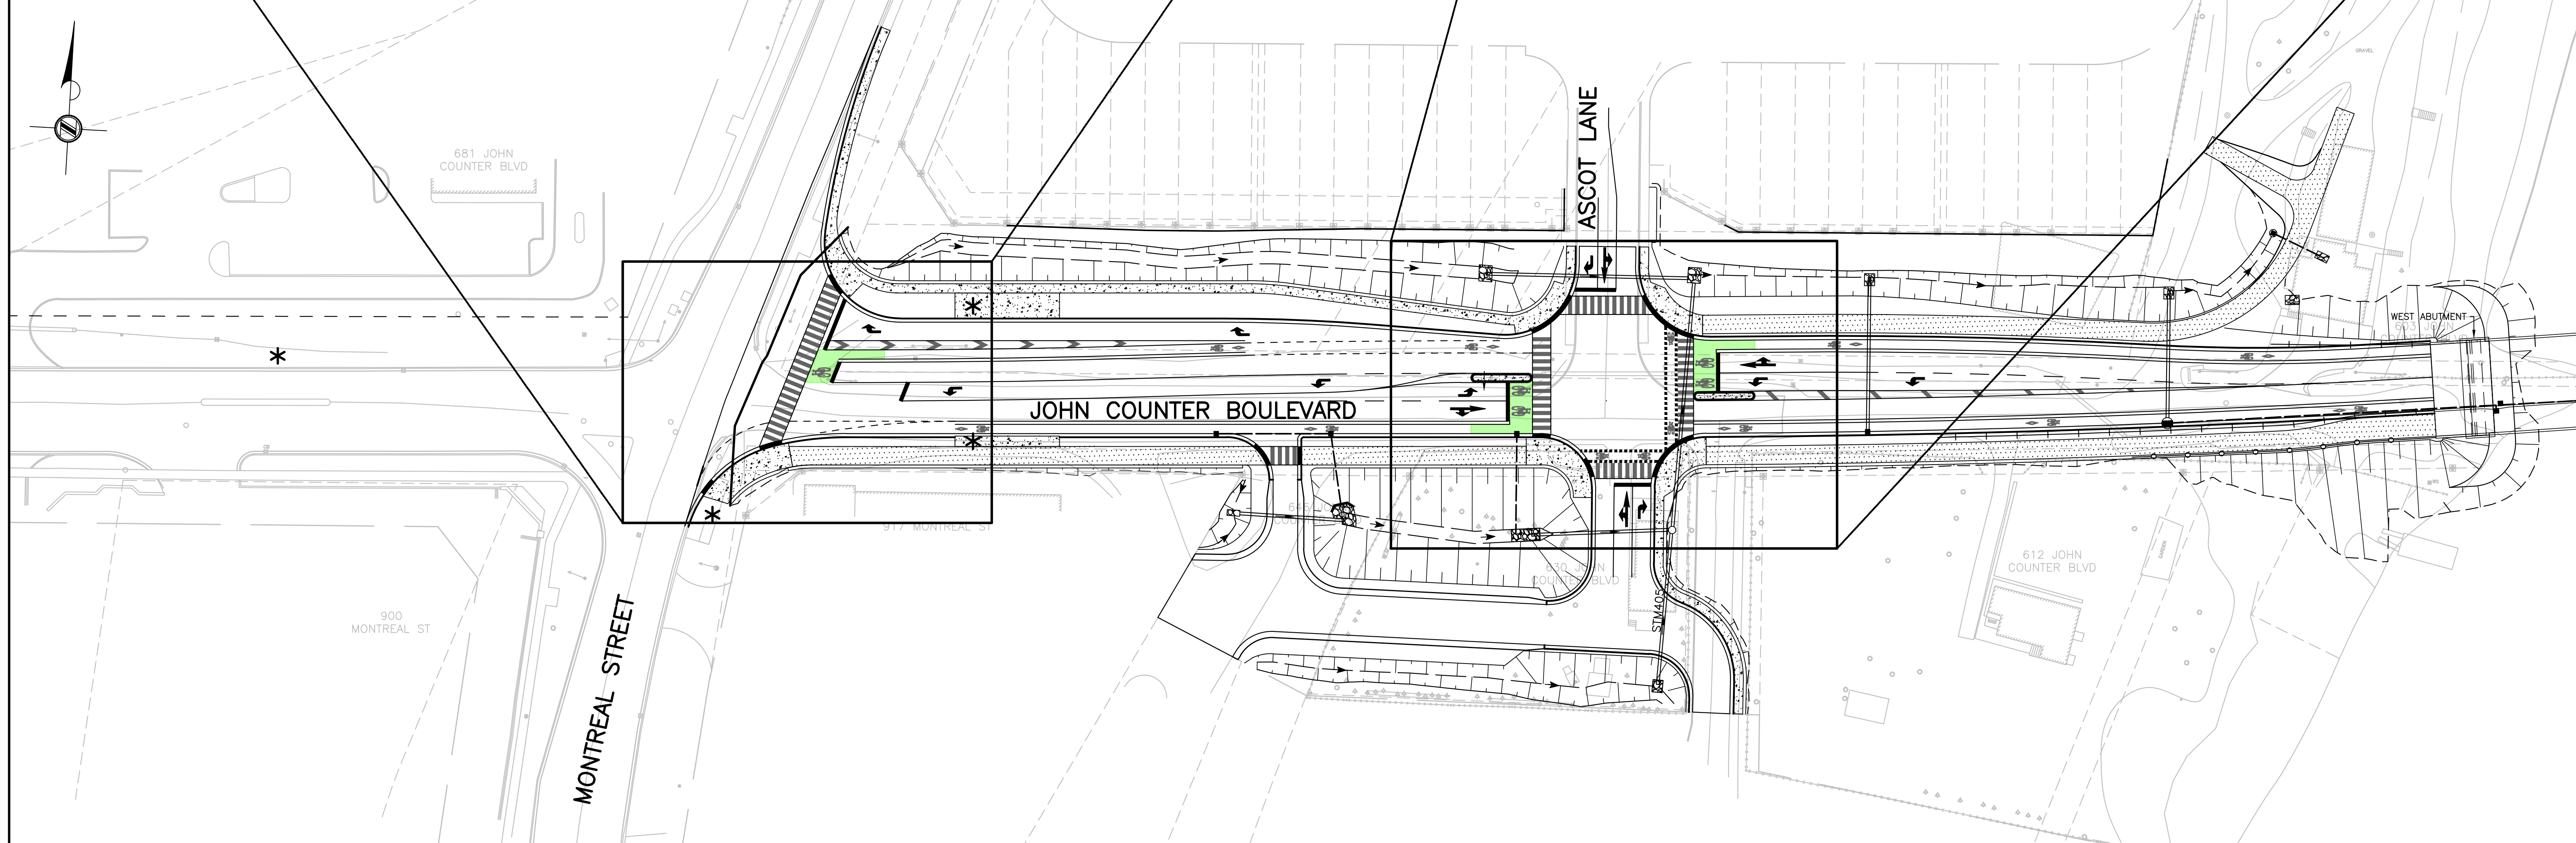 GRAVEL
681 JOHN
COUNTER BLVD
ASCOT LANE
WEST ABUTMENT
JOHN COUNTER BOULEVARD
917 MONTREAL ST
630 JOHN
COUNTER BLVD
612 JOHN
COUNTER BLVD
GARDEN
STM405
900
MONTREAL ST
MONTREAL STREET